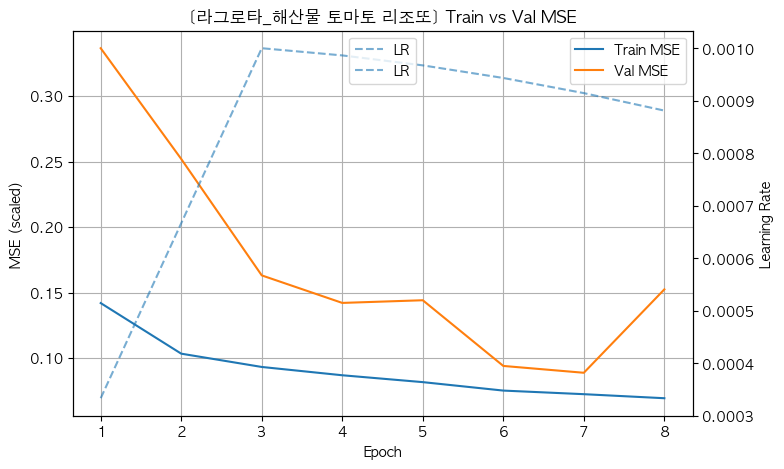 [라그로타_해산물 토마토 리조또] Train vs Val MSE
LR
LR
Train MSE
Val MSE
MSE (scaled)
0.30
0.25
0.20
0.15
0.10
0.0010
0.0009
0.0008
0.0007
0.0006
0.0005
0.0004
0.0003
Learning Rate
1 2 3 4 5 6 7 8
Epoch